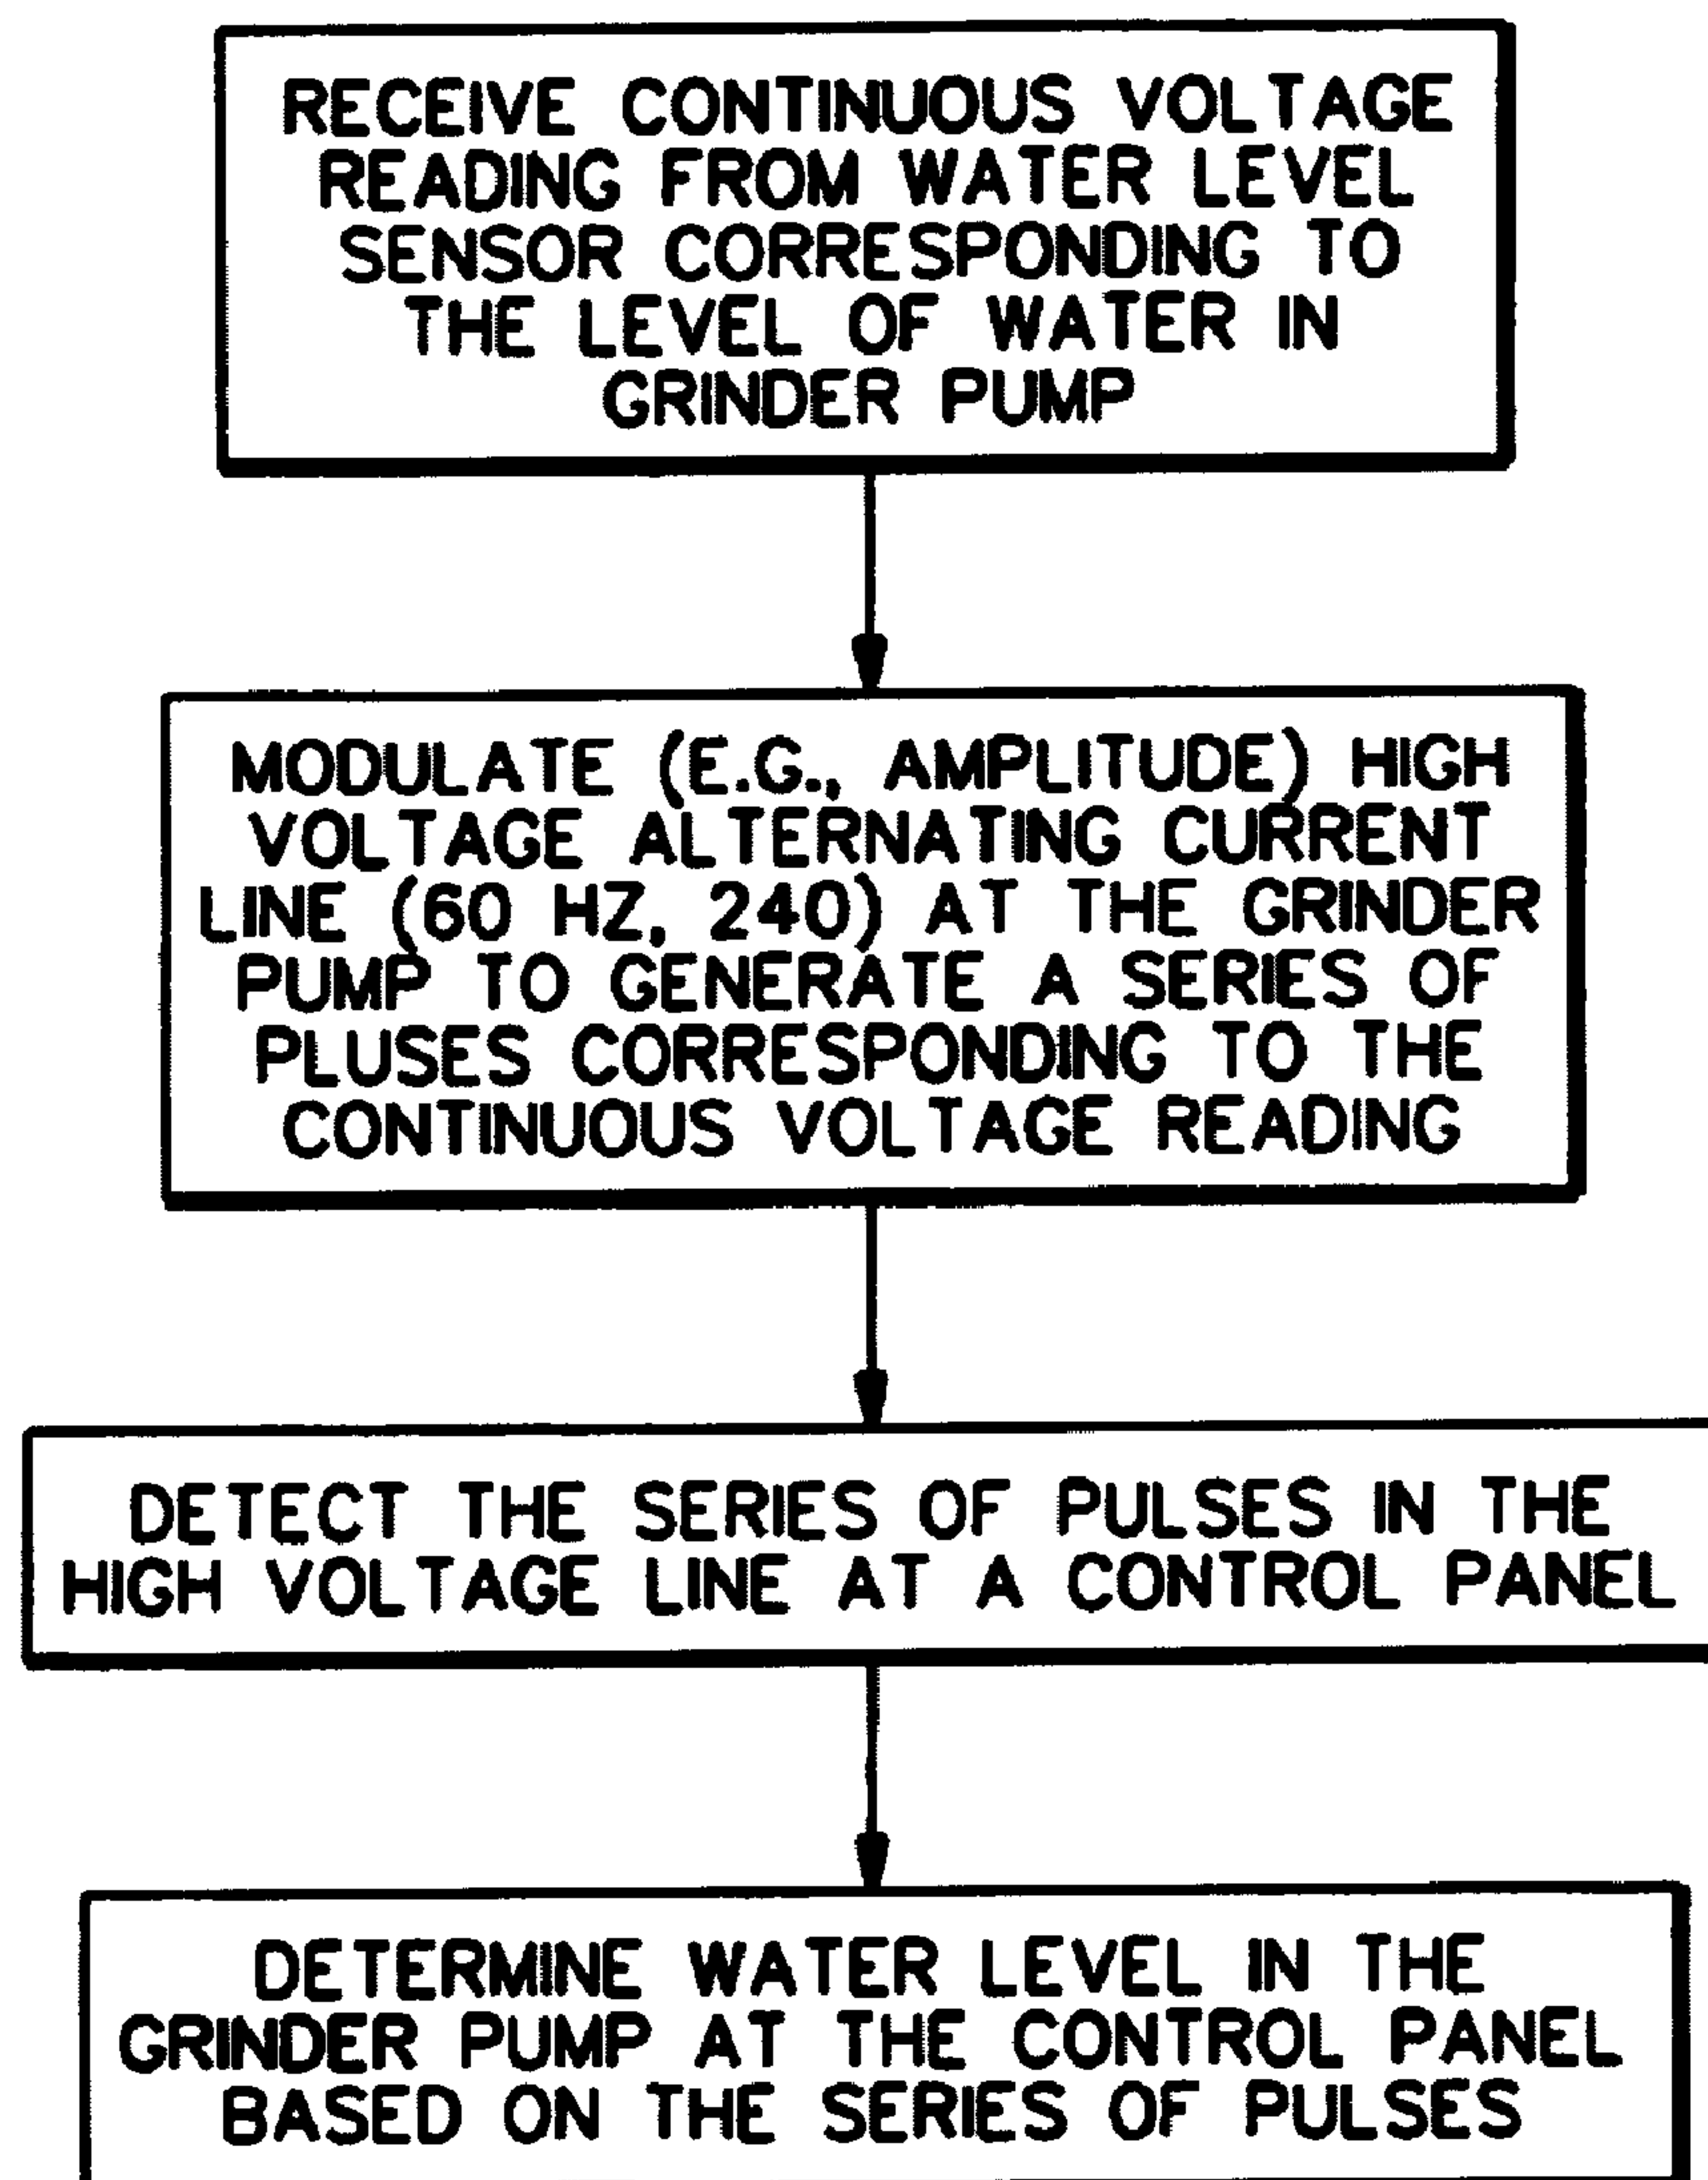 RECEIVE CONTINUOUS VOLTAGE
READING FROM WATER LEVEL
SENSOR CORRESPONDING TO
THE LEVEL OF WATER IN
GRINDER PUMP
MODULATE (E.G., AMPLITUDE) HIGH
VOLTAGE ALTERNATING CURRENT
LINE (60 HZ, 240) AT THE GRINDER
PUMP TO GENERATE A SERIES OF
PLUSES CORRESPONDING TO THE
CONTINUOUS VOLTAGE READING
DETECT THE SERIES OF PULSES IN THE
HIGH VOLTAGE LINE AT A CONTROL PANEL
DETERMINE WATER LEVEL IN THE
GRINDER PUMP AT THE CONTROL PANEL
BASED ON THE SERIES OF PULSES